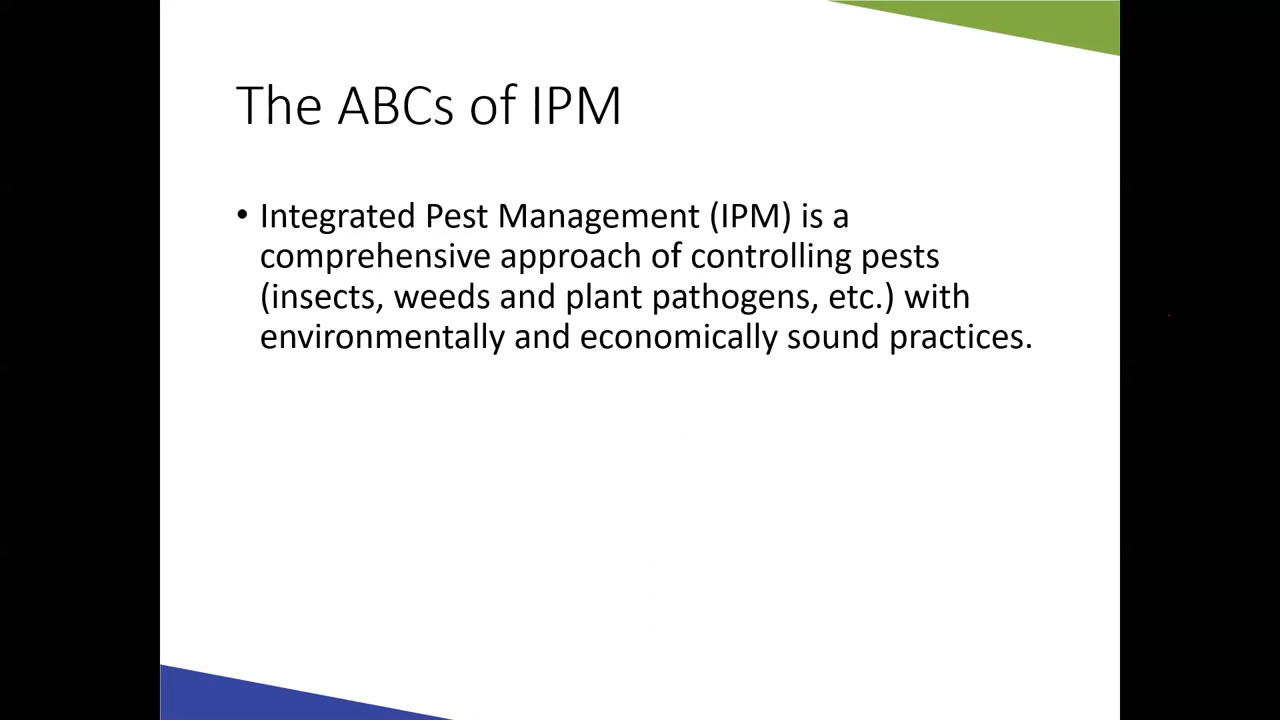 The ABCs of IPM
• Integrated Pest Management (IPM) is a
comprehensive approach of controlling pests
(insects, weeds and plant pathogens, etc.) with
environmentally and economically sound practices.